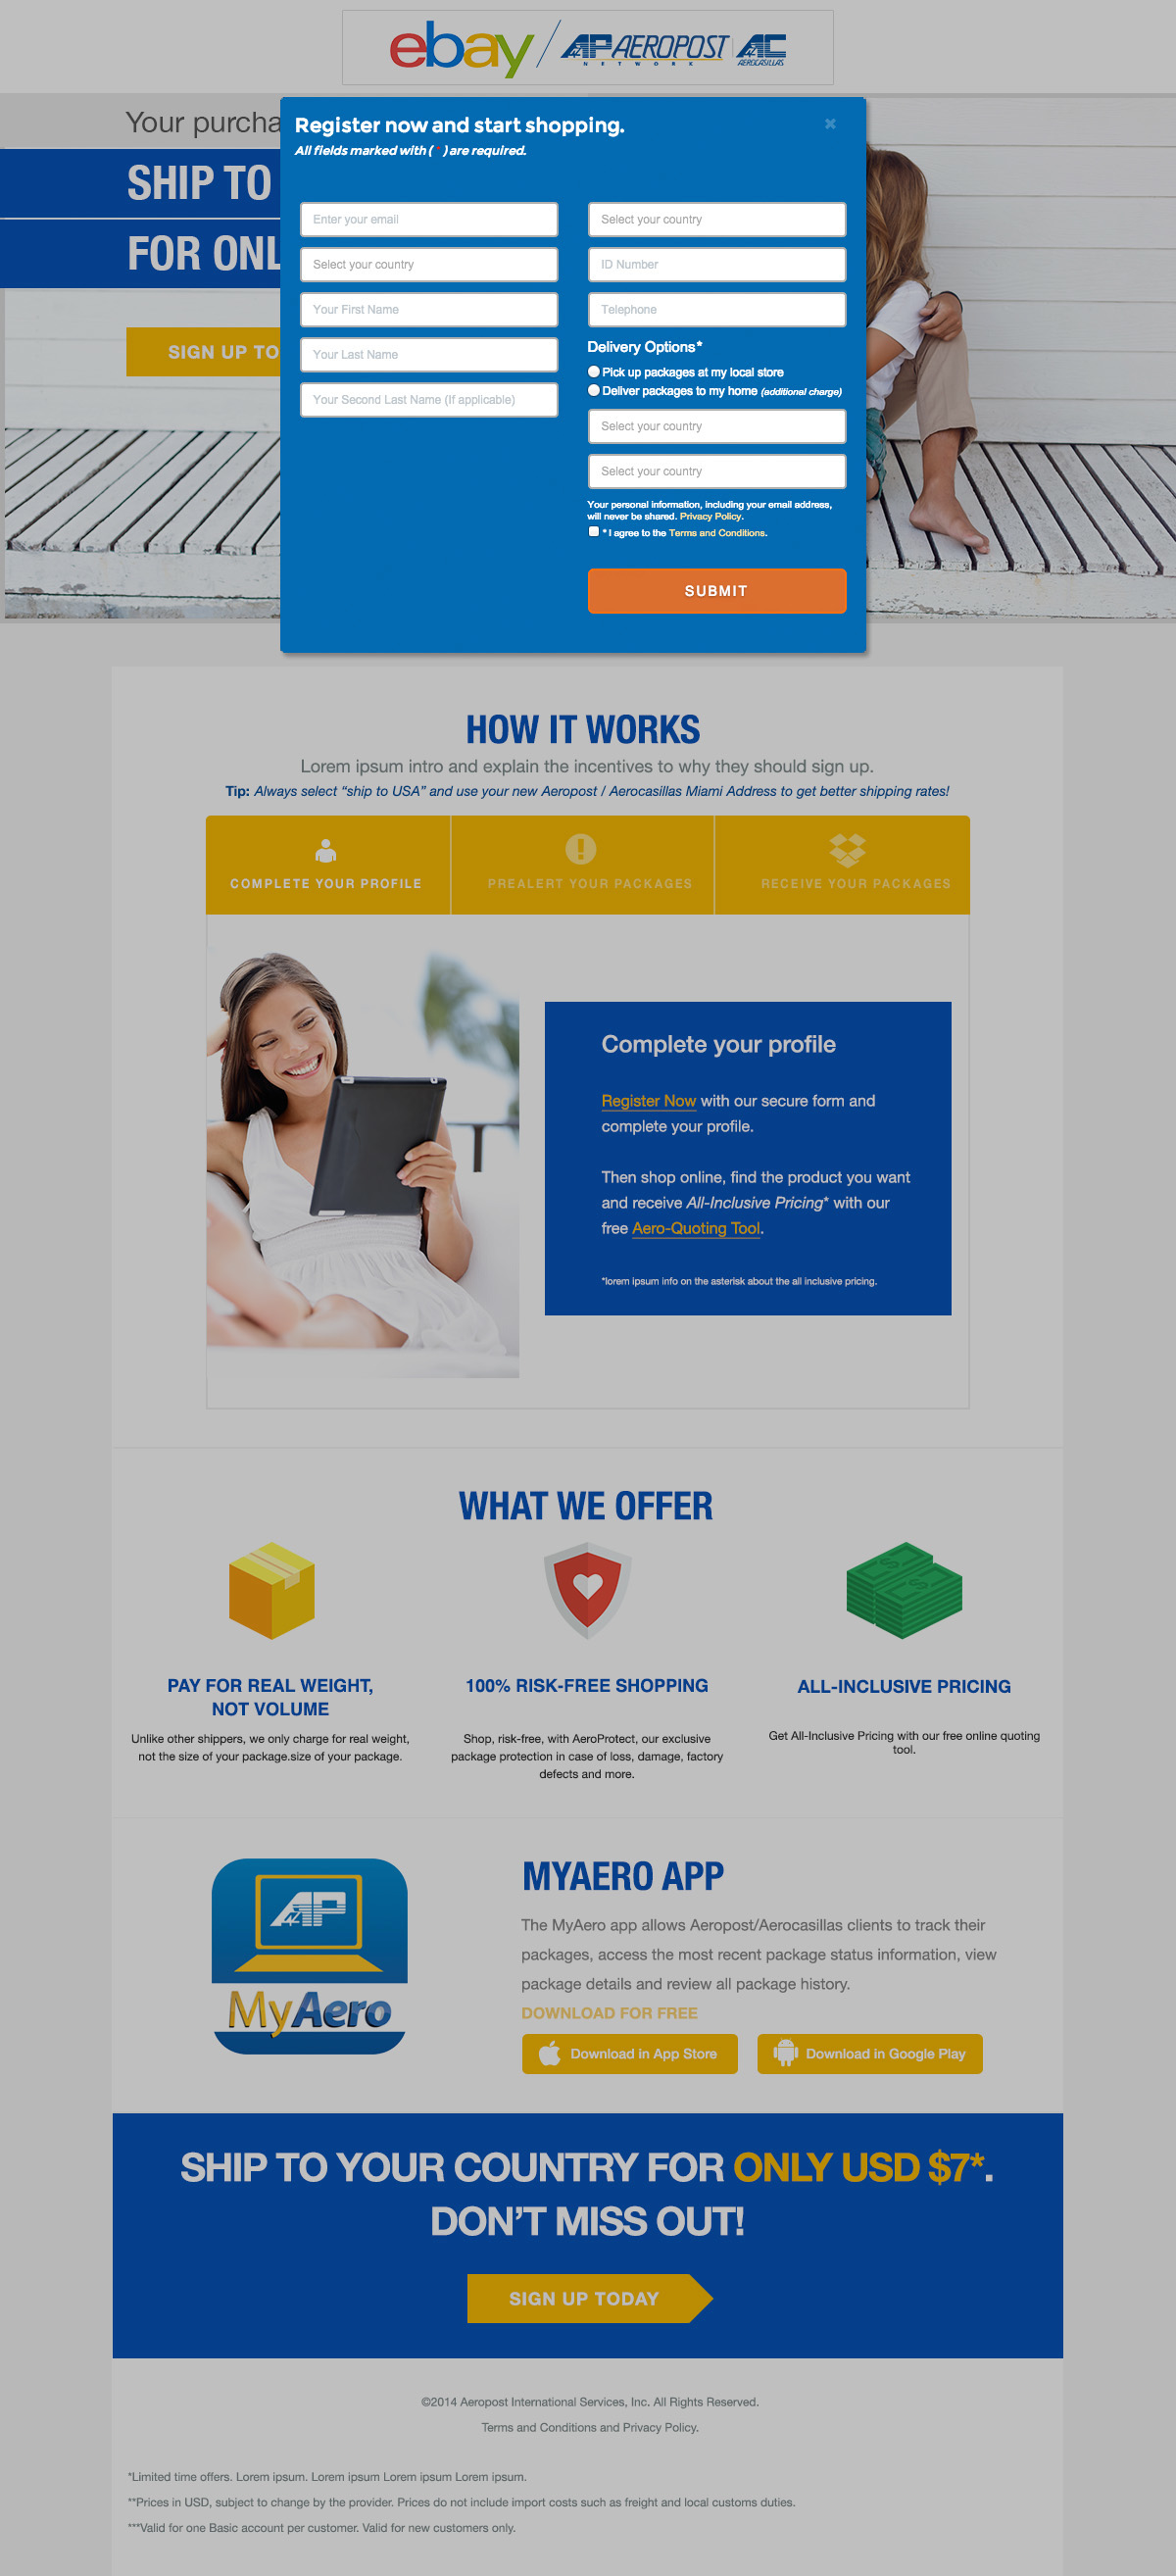 ebay
AP AEROPOST AC
NETWORK AEROCASILLAS
Your purcha
SHIP TO
FOR ONL
SIGN UP TO
Register now and start shopping.
All fields marked with ( * ) are required.
Enter your email
Select your country
Your First Name
Your Last Name
Your Second Last Name (If applicable)
Select your country
ID Number
Telephone
Delivery Options*
Pick up packages at my local store
Deliver packages to my home (additional charge)
Select your country
Select your country
Your personal information, including your email address,
will never be shared. Privacy Policy.
* I agree to the Terms and Conditions.
SUBMIT
HOW IT WORKS
Lorem ipsum intro and explain the incentives to why they should sign up.
Tip: Always select “ship to USA” and use your new Aeropost / Aerocasillas Miami Address to get better shipping rates!
COMPLETE YOUR PROFILE
PREALERT YOUR PACKAGES
RECEIVE YOUR PACKAGES
Complete your profile
Register Now with our secure form and
complete your profile.
Then shop online, find the product you want
and receive All-Inclusive Pricing* with our
free Aero-Quoting Tool.
*lorem ipsum info on the asterisk about the all inclusive pricing.
WHAT WE OFFER
PAY FOR REAL WEIGHT,
NOT VOLUME
Unlike other shippers, we only charge for real weight,
not the size of your package.size of your package.
100% RISK-FREE SHOPPING
Shop, risk-free, with AeroProtect, our exclusive
package protection in case of loss, damage, factory
defects and more.
ALL-INCLUSIVE PRICING
Get All-Inclusive Pricing with our free online quoting
tool.
AP
MyAero
MYAERO APP
The MyAero app allows Aeropost/Aerocasillas clients to track their
packages, access the most recent package status information, view
package details and review all package history.
DOWNLOAD FOR FREE
Download in App Store
Download in Google Play
SHIP TO YOUR COUNTRY FOR ONLY USD $7*.
DON’T MISS OUT!
SIGN UP TODAY
©2014 Aeropost International Services, Inc. All Rights Reserved.
Terms and Conditions and Privacy Policy.
*Limited time offers. Lorem ipsum. Lorem ipsum Lorem ipsum Lorem ipsum.
**Prices in USD, subject to change by the provider. Prices do not include import costs such as freight and local customs duties.
***Valid for one Basic account per customer. Valid for new customers only.